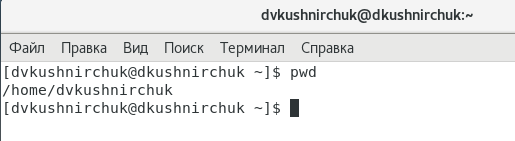 dvkushnirchuk@dkushnirchuk:~
Файл Правка Вид Поиск Терминал Справка
[dvkushnirchuk@dkushnirchuk ~]$ pwd
/home/dvkushnirchuk
[dvkushnirchuk@dkushnirchuk ~]$